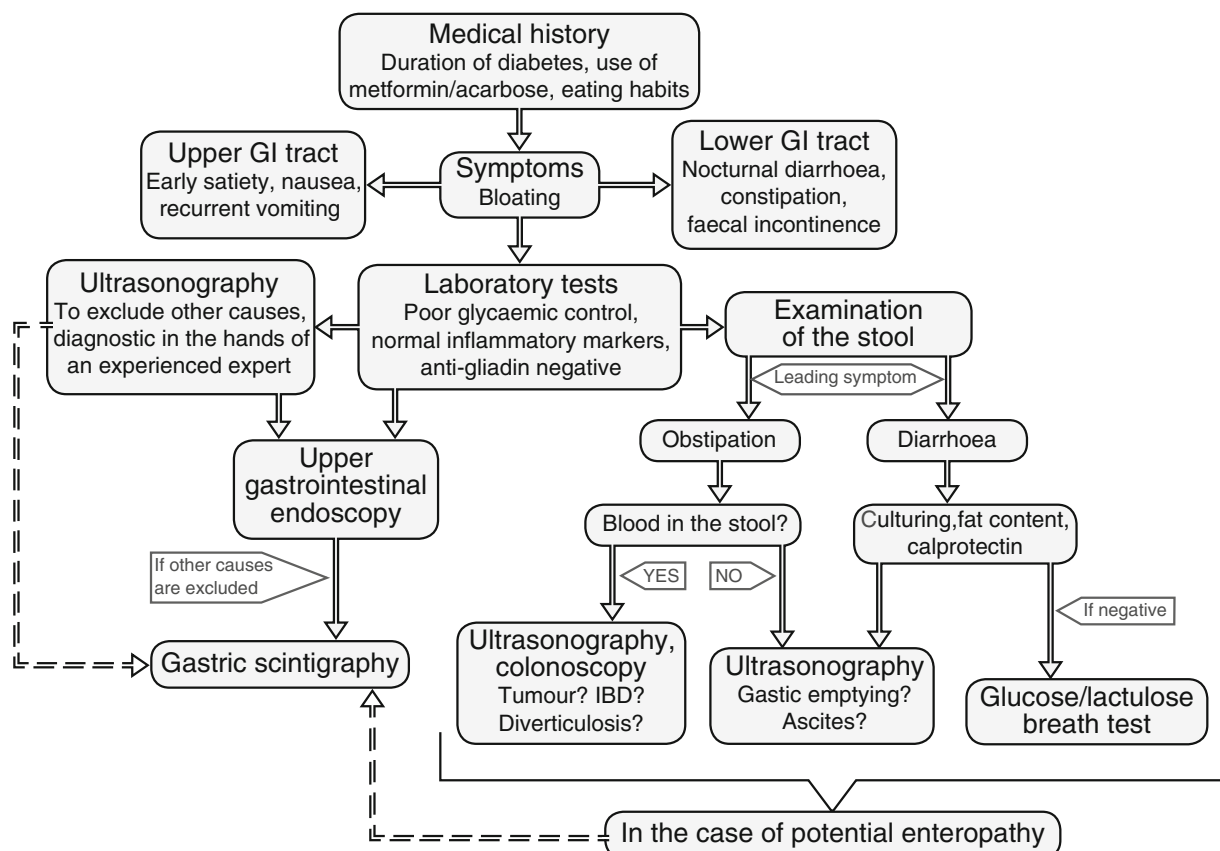 Medical history
Duration of diabetes, use of
metformin/acarbose, eating habits
Upper GI tract
Early satiety, nausea,
recurrent vomiting
Symptoms
Bloating
Lower GI tract
Nocturnal diarrhoea,
constipation,
faecal incontinence
Ultrasonography
To exclude other causes,
diagnostic in the hands of
an experienced expert
Laboratory tests
Poor glycaemic control,
normal inflammatory markers,
anti-gliadin negative
Examination
of the stool
Leading symptom
Obstipation
Diarrhoea
Upper
gastrointestinal
endoscopy
Blood in the stool?
Culturing,fat content,
calprotectin
If other causes
are excluded
YES
NO
If negative
Gastric scintigraphy
Ultrasonography,
colonoscopy
Tumour? IBD?
Diverticulosis?
Ultrasonography
Gastic emptying?
Ascites?
Glucose/lactulose
breath test
In the case of potential enteropathy